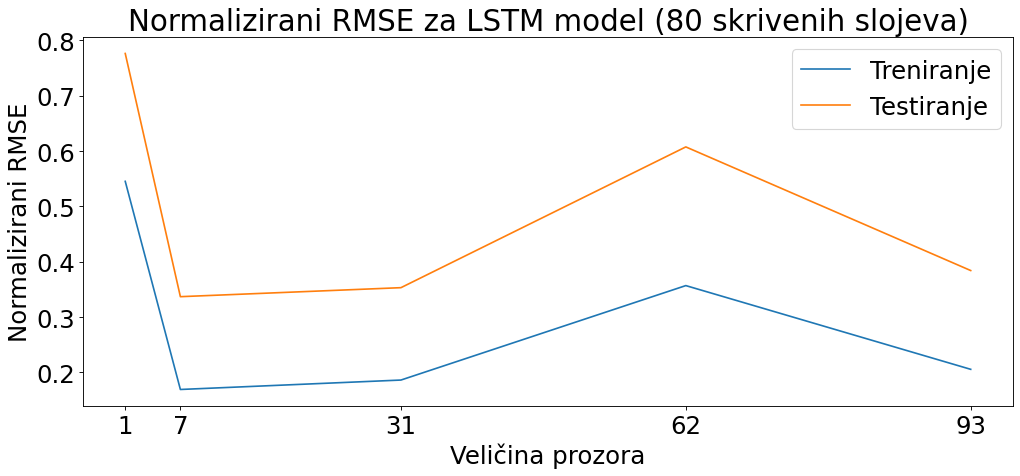 Normalizirani RMSE za LSTM model (80 skrivenih slojeva)
Treniranje
Testiranje
Normalizirani RMSE
0.8
0.7
0.6
0.5
0.4
0.3
0.2
1 7 31 62 93
Veličina prozora